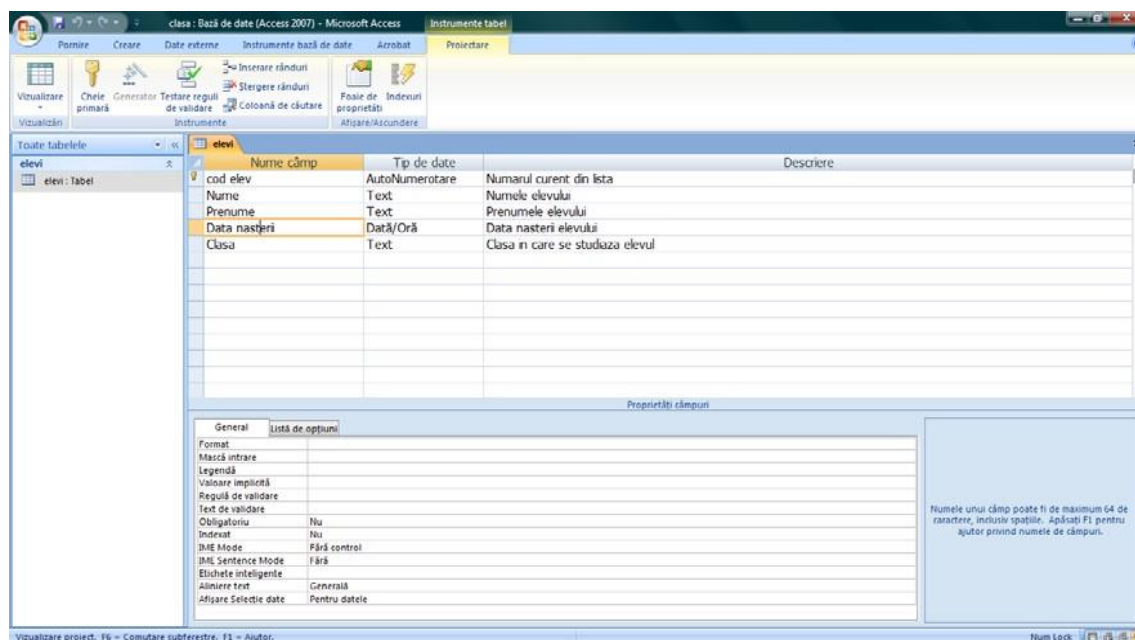 clasa : Bază de date (Access 2007) - Microsoft Access
Instrumente tabel
Pornire Creare Date externe Instrumente bază de date Acrobat Proiectare
Vizualizare
Cheie primară
Generator
Testare reguli de validare
Inserare rânduri
Ștergere rânduri
Coloană de căutare
Foaie de proprietăți
Indexuri
Vizualizări Instrumente Afișare/Ascundere
Toate tabelele
elevi
elevi : Tabel
elevi
Nume câmp Tip de date Descriere
cod elev AutoNumerotare Numarul curent din lista
Nume Text Numele elevului
Prenume Text Prenumele elevului
Data nasteri Dată/Oră Data nasteri elevului
Clasa Text Clasa in care se studiaza elevul
Proprietăți câmpuri
General Listă de opțiuni
Format
Mască intrare
Legendă
Valoare implicită
Regulă de validare
Text de validare
Obligatoriu Nu
Indexat Nu
IME Mode Fără control
IME Sentence Mode Fără
Etichete inteligente
Aliniere text Generală
Afișare Selecție date Pentru datele
Numele unui câmp poate fi de maximum 64 de
caractere, inclusiv spațiile. Apăsați F1 pentru
ajutor privind numele de câmpuri.
Vizualizare proiect. F6 = Comutare subferestre. F1 = Ajutor.
Num Lock